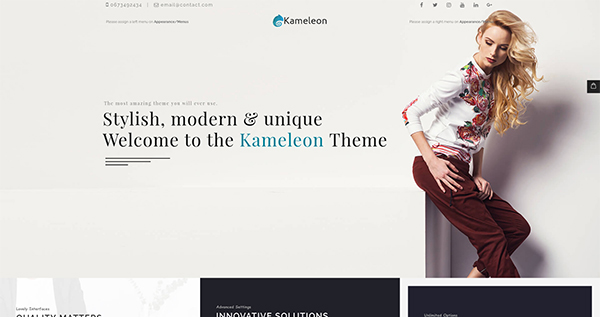 0673434434 email@contact.com
Kameleon
Please assign a left menu on Appearance/Menus
Please assign a right menu on Appearance/Menus
The most amazing theme you will ever use.
Stylish, modern & unique
Welcome to the Kameleon Theme
Lovely Interfaces
QUALITY MATTERS
Advanced Settings
INNOVATIVE SOLUTIONS
Unlimited Options